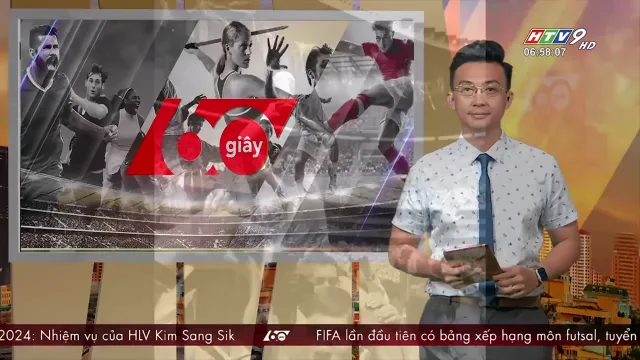 HTV9 HD
06:58:07
60 giây
2024: Nhiệm vụ của HLV Kim Sang Sik 60 FIFA lần đầu tiên có bảng xếp hạng môn futsal, tuyển